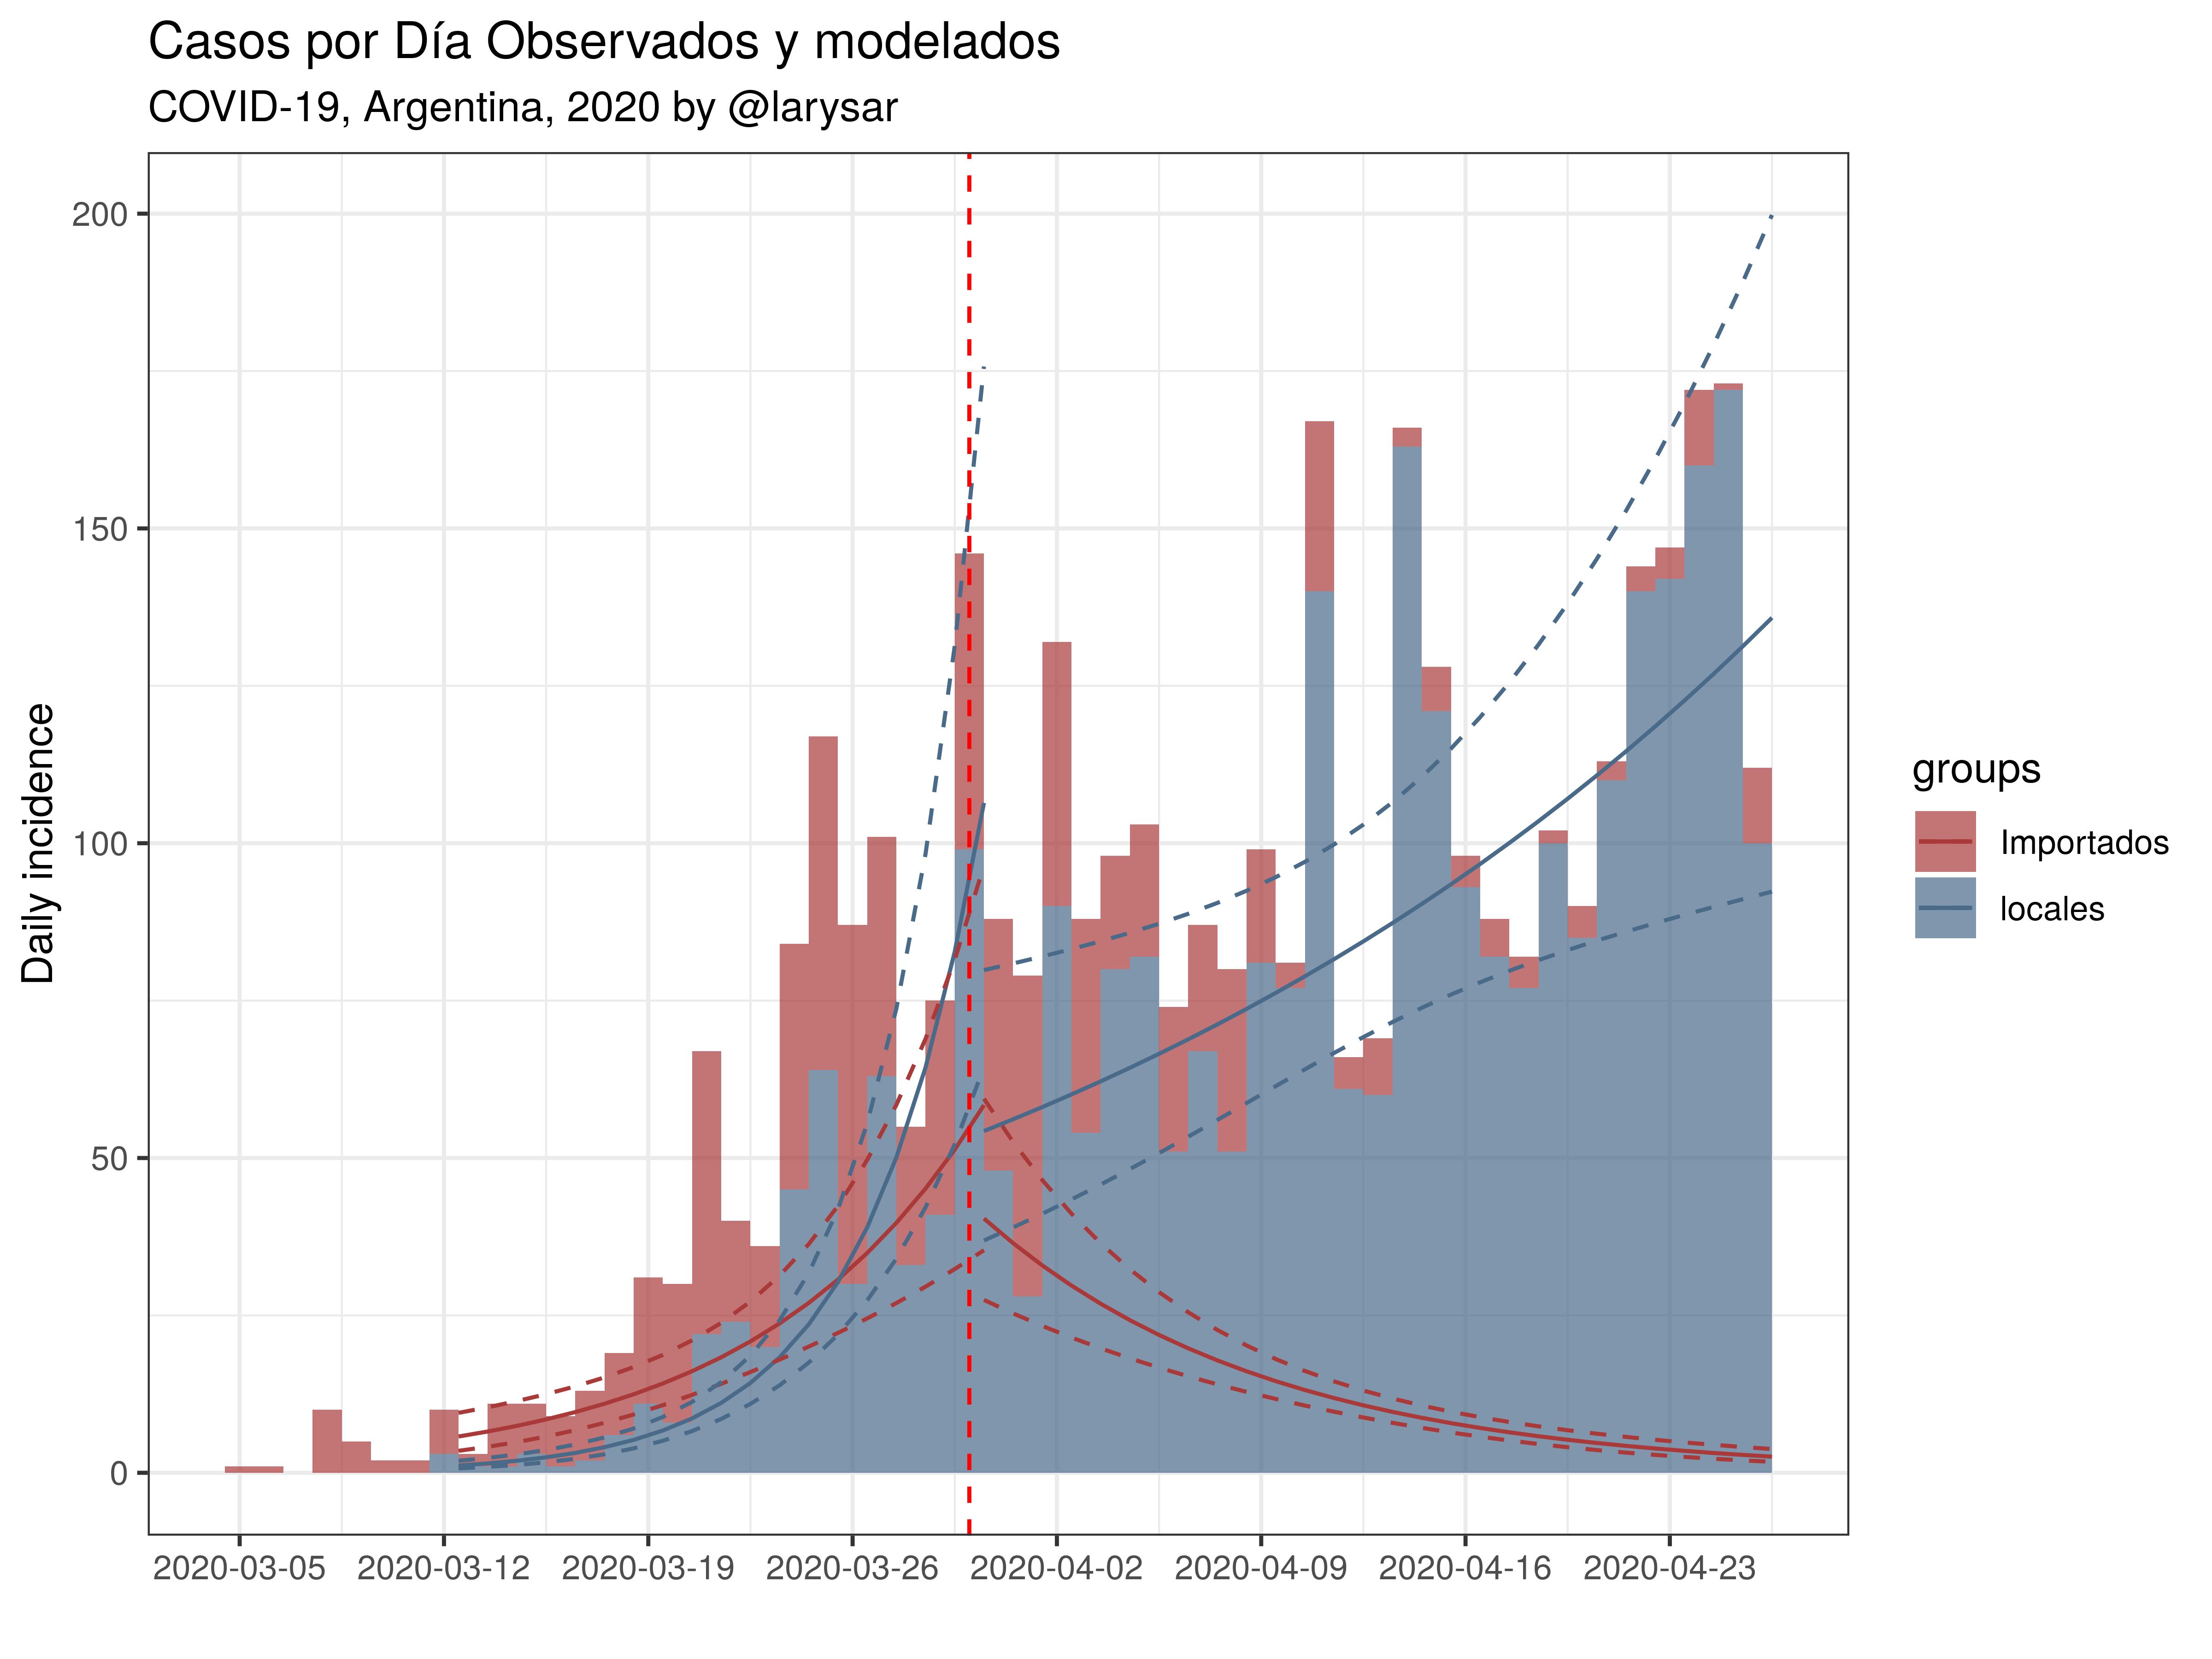 Casos por Día Observados y modelados
COVID-19, Argentina, 2020 by @larysar
Daily incidence
200
150
100
50
0
2020-03-05 2020-03-12 2020-03-19 2020-03-26 2020-04-02 2020-04-09 2020-04-16 2020-04-23
groups
Importados
locales